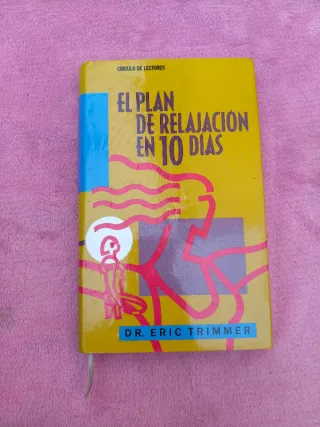 CÍRCULO DE LECTORES
EL PLAN
DE RELAJACIÓN
EN 10 DÍAS
DR. ERIC TRIMMER